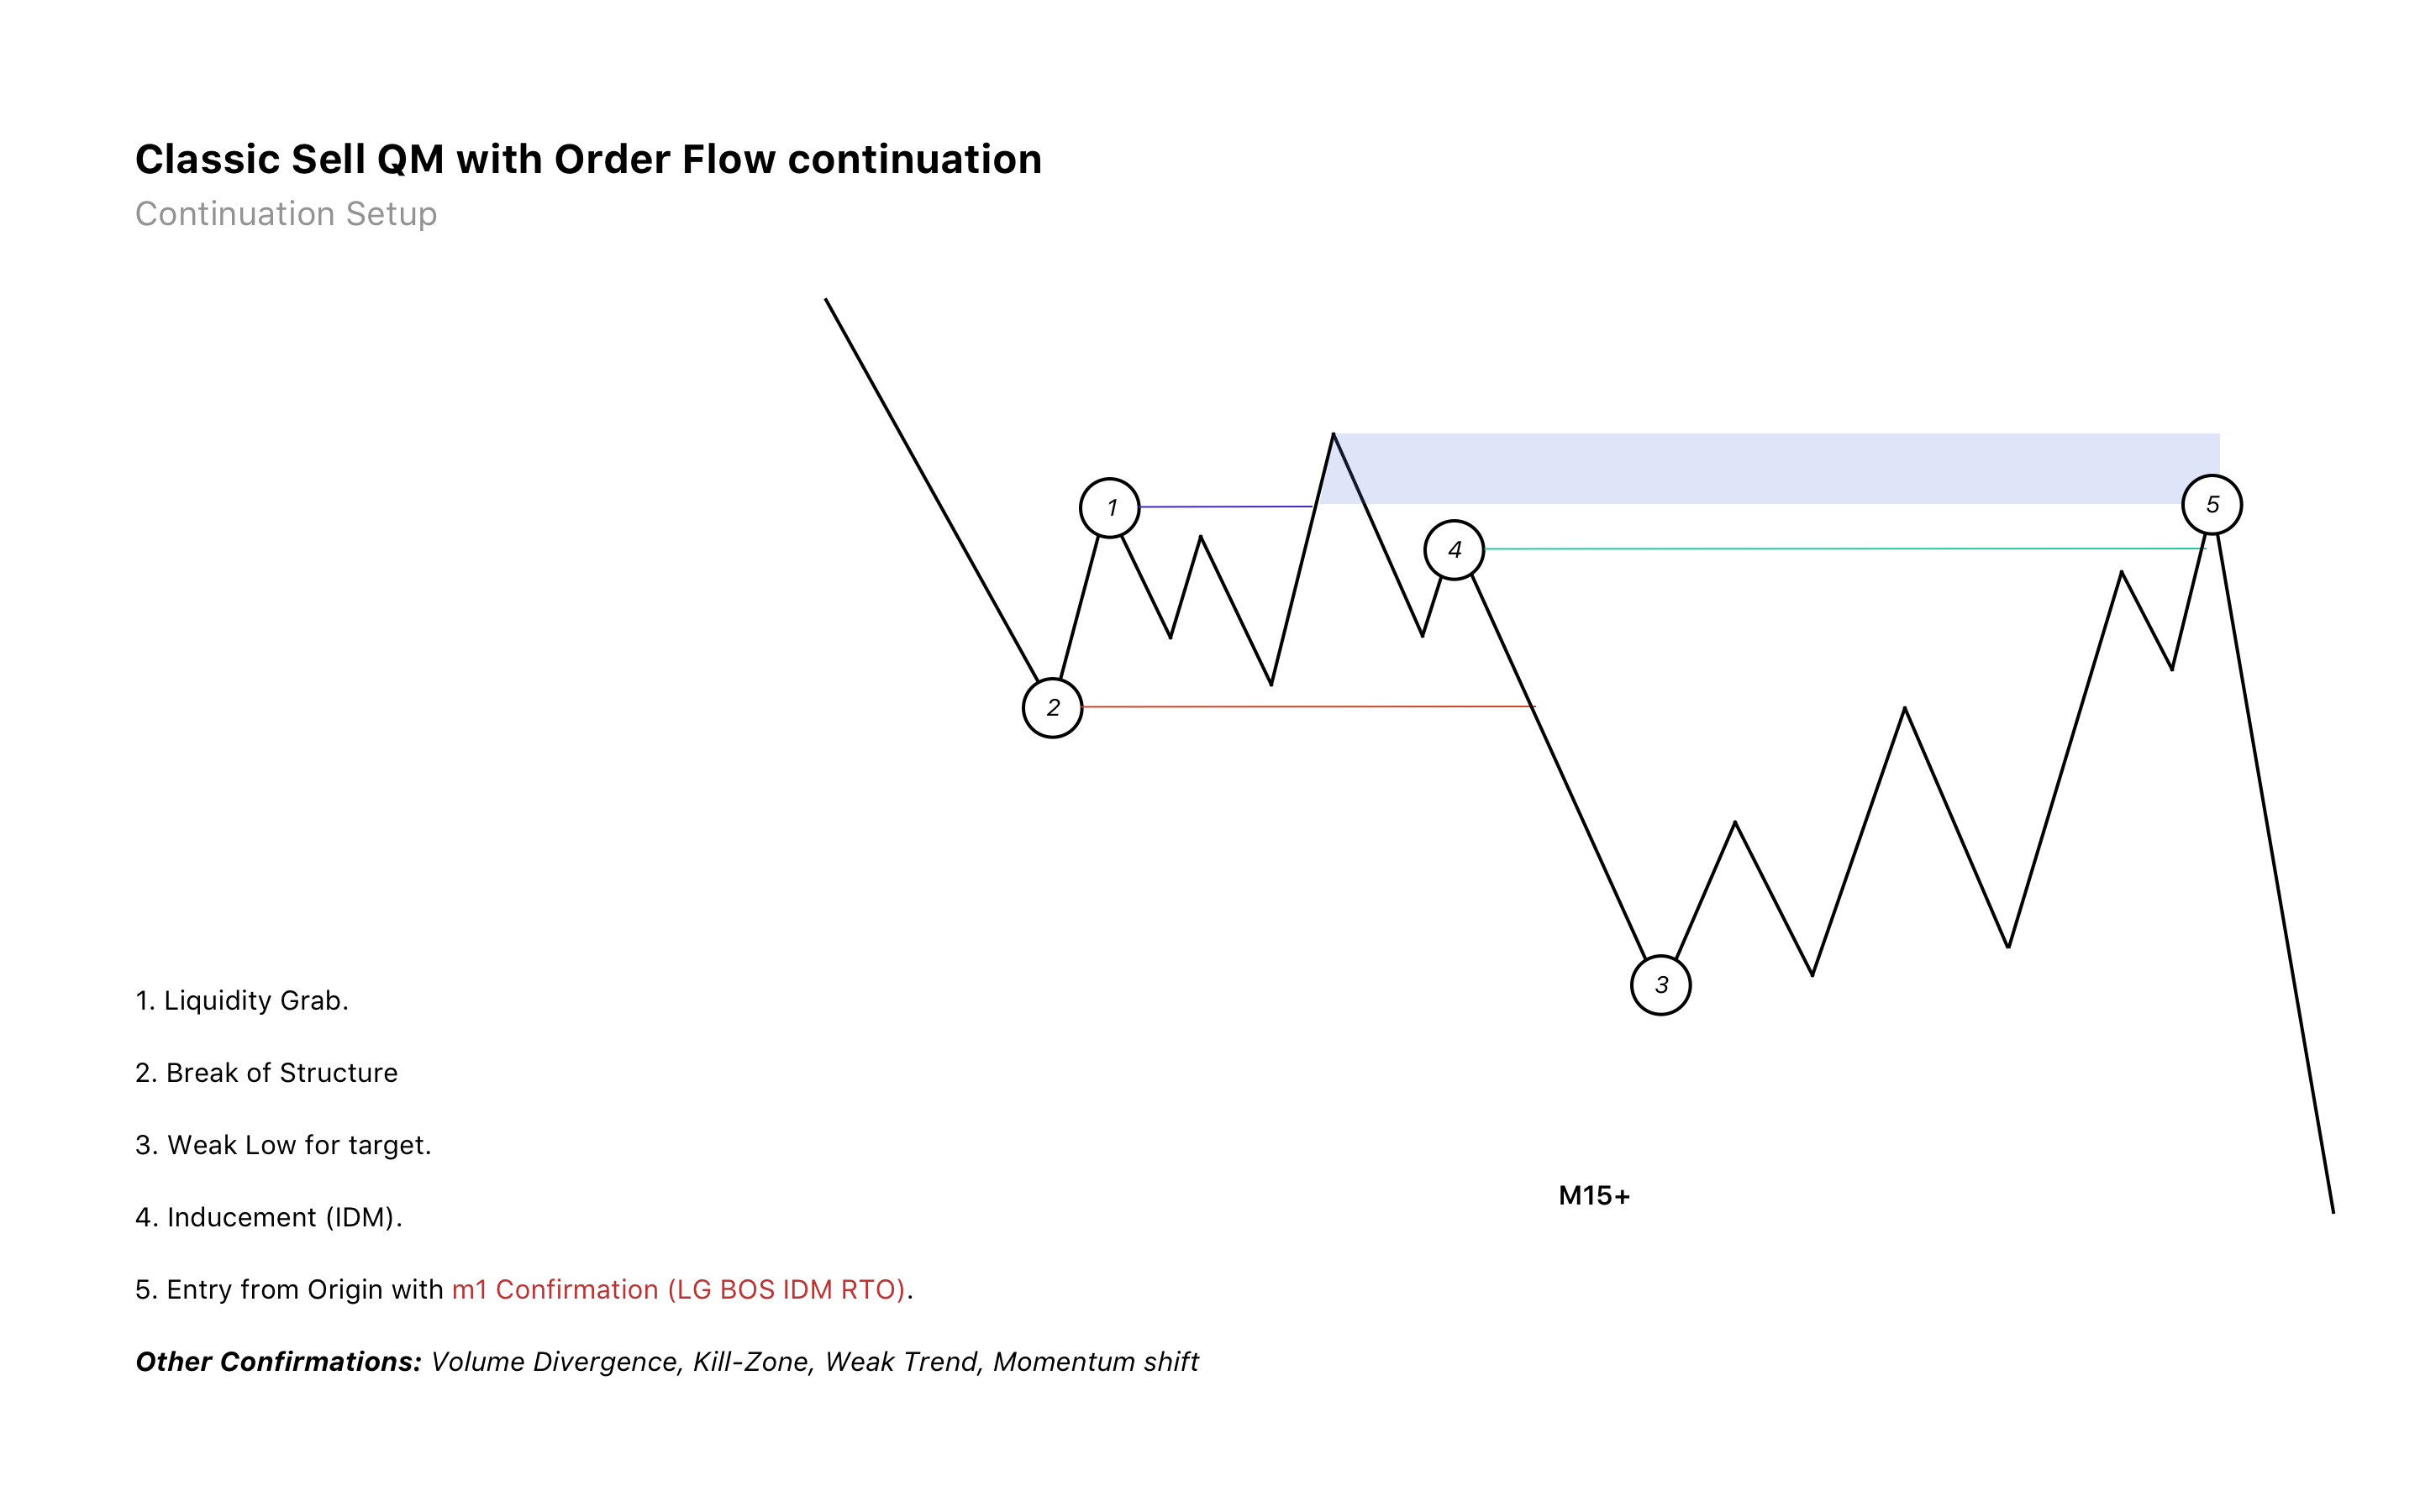 Classic Sell QM with Order Flow continuation
Continuation Setup
1
2
3
4
5
1. Liquidity Grab.
2. Break of Structure
3. Weak Low for target.
4. Inducement (IDM).
5. Entry from Origin with m1 Confirmation (LG BOS IDM RTO).
Other Confirmations: Volume Divergence, Kill-Zone, Weak Trend, Momentum shift
M15+